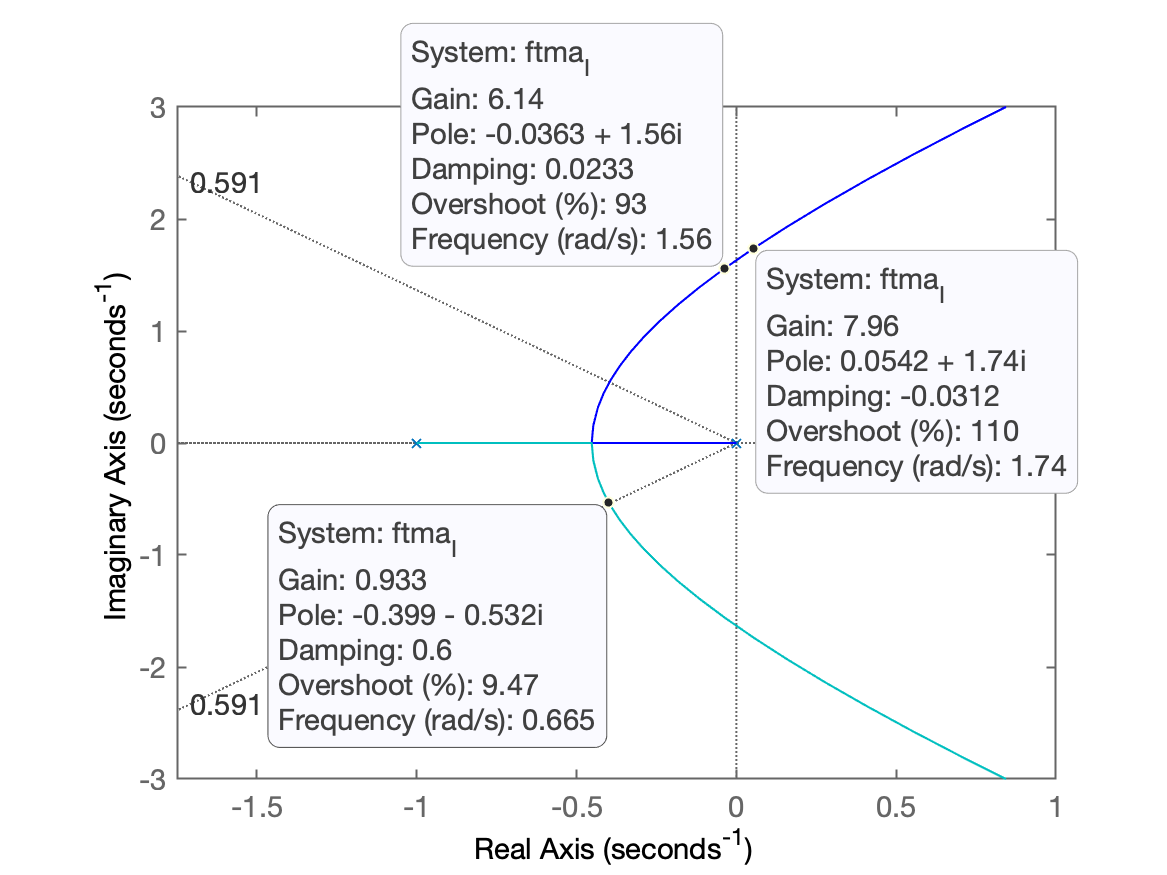 System: ftma_l
Gain: 6.14
Pole: -0.0363 + 1.56i
Damping: 0.0233
Overshoot (%): 93
Frequency (rad/s): 1.56
System: ftma_l
Gain: 7.96
Pole: 0.0542 + 1.74i
Damping: -0.0312
Overshoot (%): 110
Frequency (rad/s): 1.74
System: ftma_l
Gain: 0.933
Pole: -0.399 - 0.532i
Damping: 0.6
Overshoot (%): 9.47
Frequency (rad/s): 0.665
0.591
0.591
3
2
1
0
-1
-2
-3
Imaginary Axis (seconds⁻¹)
-1.5
-1
-0.5
0
0.5
1
Real Axis (seconds⁻¹)